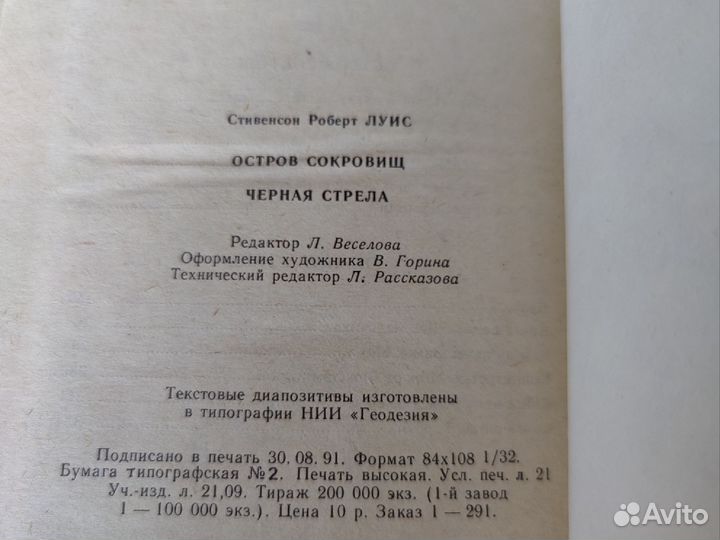 Стивенсон Роберт ЛУИС
ОСТРОВ СОКРОВИЩ
ЧЕРНАЯ СТРЕЛА
Редактор Л. Веселова
Оформление художника В. Горина
Технический редактор Л. Рассказова
Текстовые диапозитивы изготовлены
в типографии НИИ «Геодезия»
Подписано в печать 30.08.91. Формат 84х108 1/32.
Бумага типографская №2. Печать высокая. Усл. печ. л. 21
Уч.-изд. л. 21,09. Тираж 200 000 экз. (1-й завод
1 — 100 000 экз.). Цена 10 р. Заказ 1 — 291.
Avito